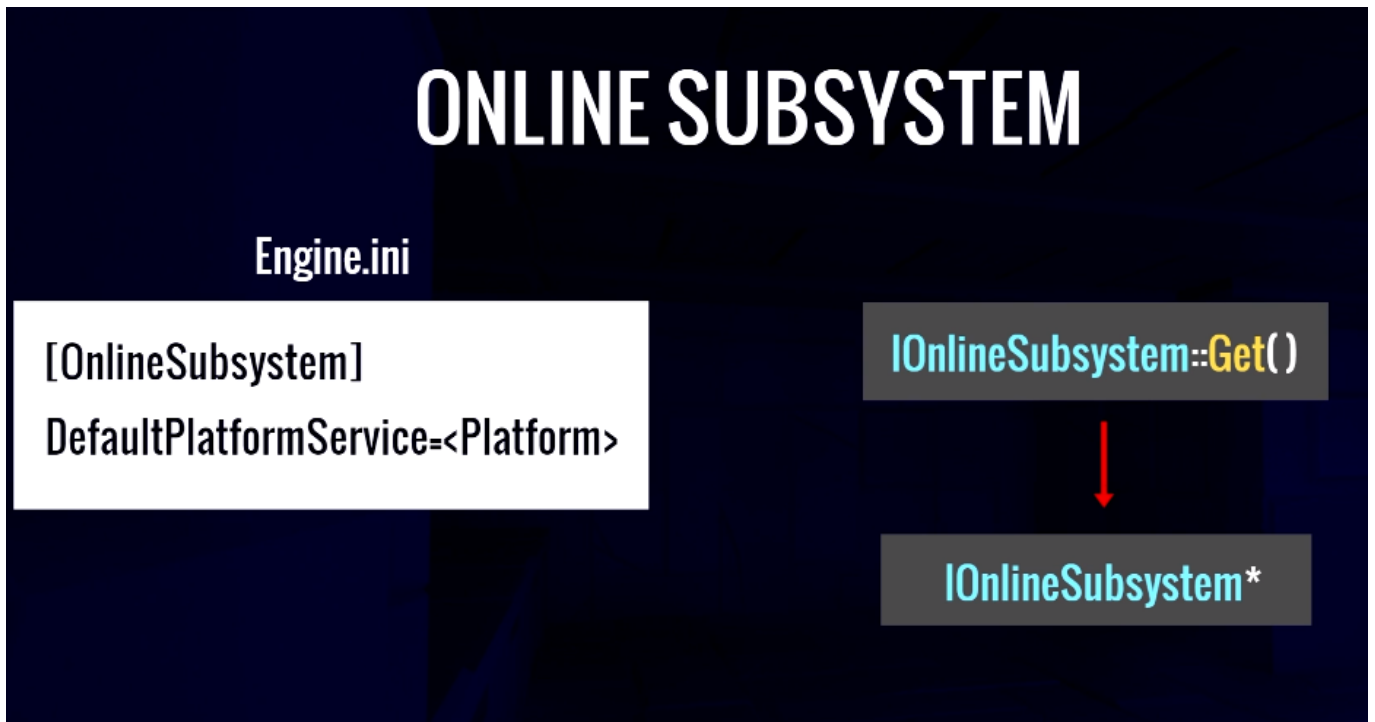 ONLINE SUBSYSTEM
Engine.ini
[OnlineSubsystem]
DefaultPlatformService=<Platform>
IOnlineSubsystem::Get()
IOnlineSubsystem*